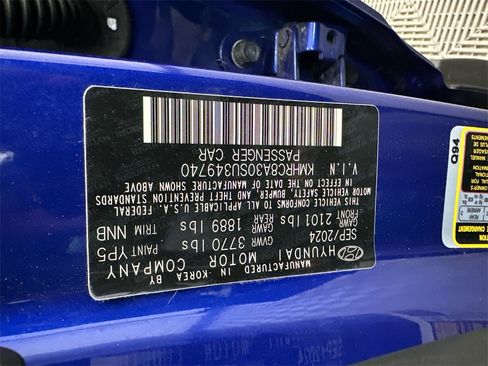 MANUFACTURED IN KOREA BY
HYUNDAI MOTOR COMPANY
SEP/2024 GVWR 3770 lbs PAINT YP5
GAWR FRONT 2101 lbs GAWR REAR 1889 lbs TRIM NNB
THIS VEHICLE CONFORMS TO ALL APPLICABLE U.S.A. FEDERAL
MOTOR VEHICLE SAFETY, BUMPER, AND THEFT PREVENTION STANDARDS
IN EFFECT ON THE DATE OF MANUFACTURE SHOWN ABOVE
V.I.N KMHRC8A30SU349740
PASSENGER CAR
Q94